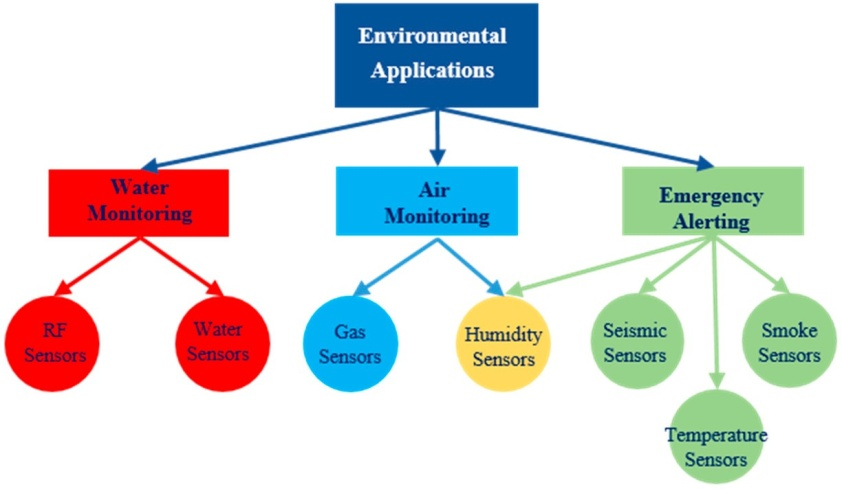 Environmental
Applications
Water
Monitoring
Air
Monitoring
Emergency
Alerting
RF
Sensors
Water
Sensors
Gas
Sensors
Humidity
Sensors
Seismic
Sensors
Smoke
Sensors
Temperature
Sensors